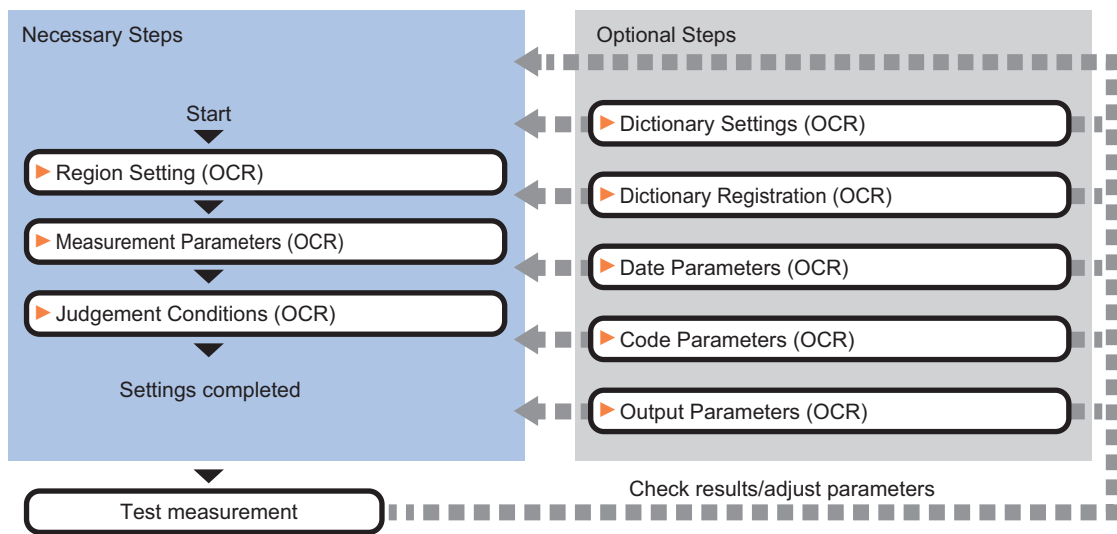 Necessary Steps
Start
Region Setting (OCR)
Measurement Parameters (OCR)
Judgement Conditions (OCR)
Settings completed
Test measurement
Optional Steps
Dictionary Settings (OCR)
Dictionary Registration (OCR)
Date Parameters (OCR)
Code Parameters (OCR)
Output Parameters (OCR)
Check results/adjust parameters